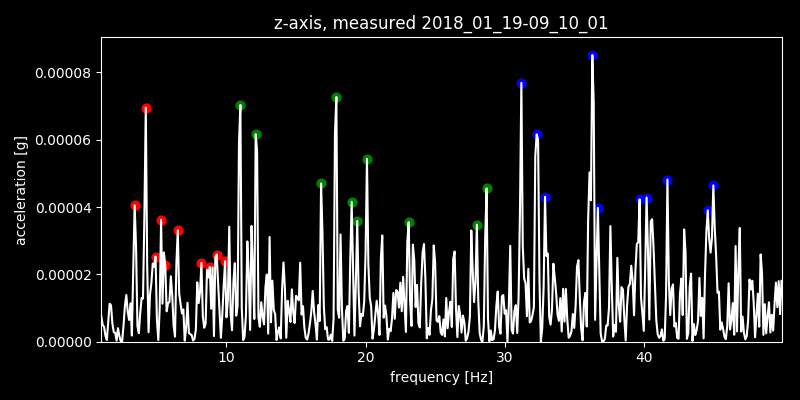 z-axis, measured 2018_01_19-09_10_01
0.00008
0.00006
0.00004
0.00002
0.00000
acceleration [g]
10 20 30 40
frequency [Hz]